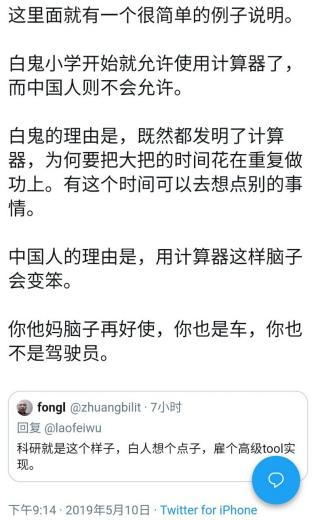 这里面就有一个很简单的例子说明。
白鬼小学开始就允许使用计算器了，
而中国人则不会允许。
白鬼的理由是，既然都发明了计算
器，为何要把大把的时间花在重复做
功上。有这个时间可以去想点别的事
情。
中国人的理由是，用计算器这样脑子
会变笨。
你他妈脑子再好使，你也是车，你也
不是驾驶员。
fongl @zhuangbilit · 7小时
回复 @laofeiwu
科研就是这个样子，白人想个点子，雇个高级tool实
现。
下午9:14 · 2019年5月10日 · Twitter for iPhone